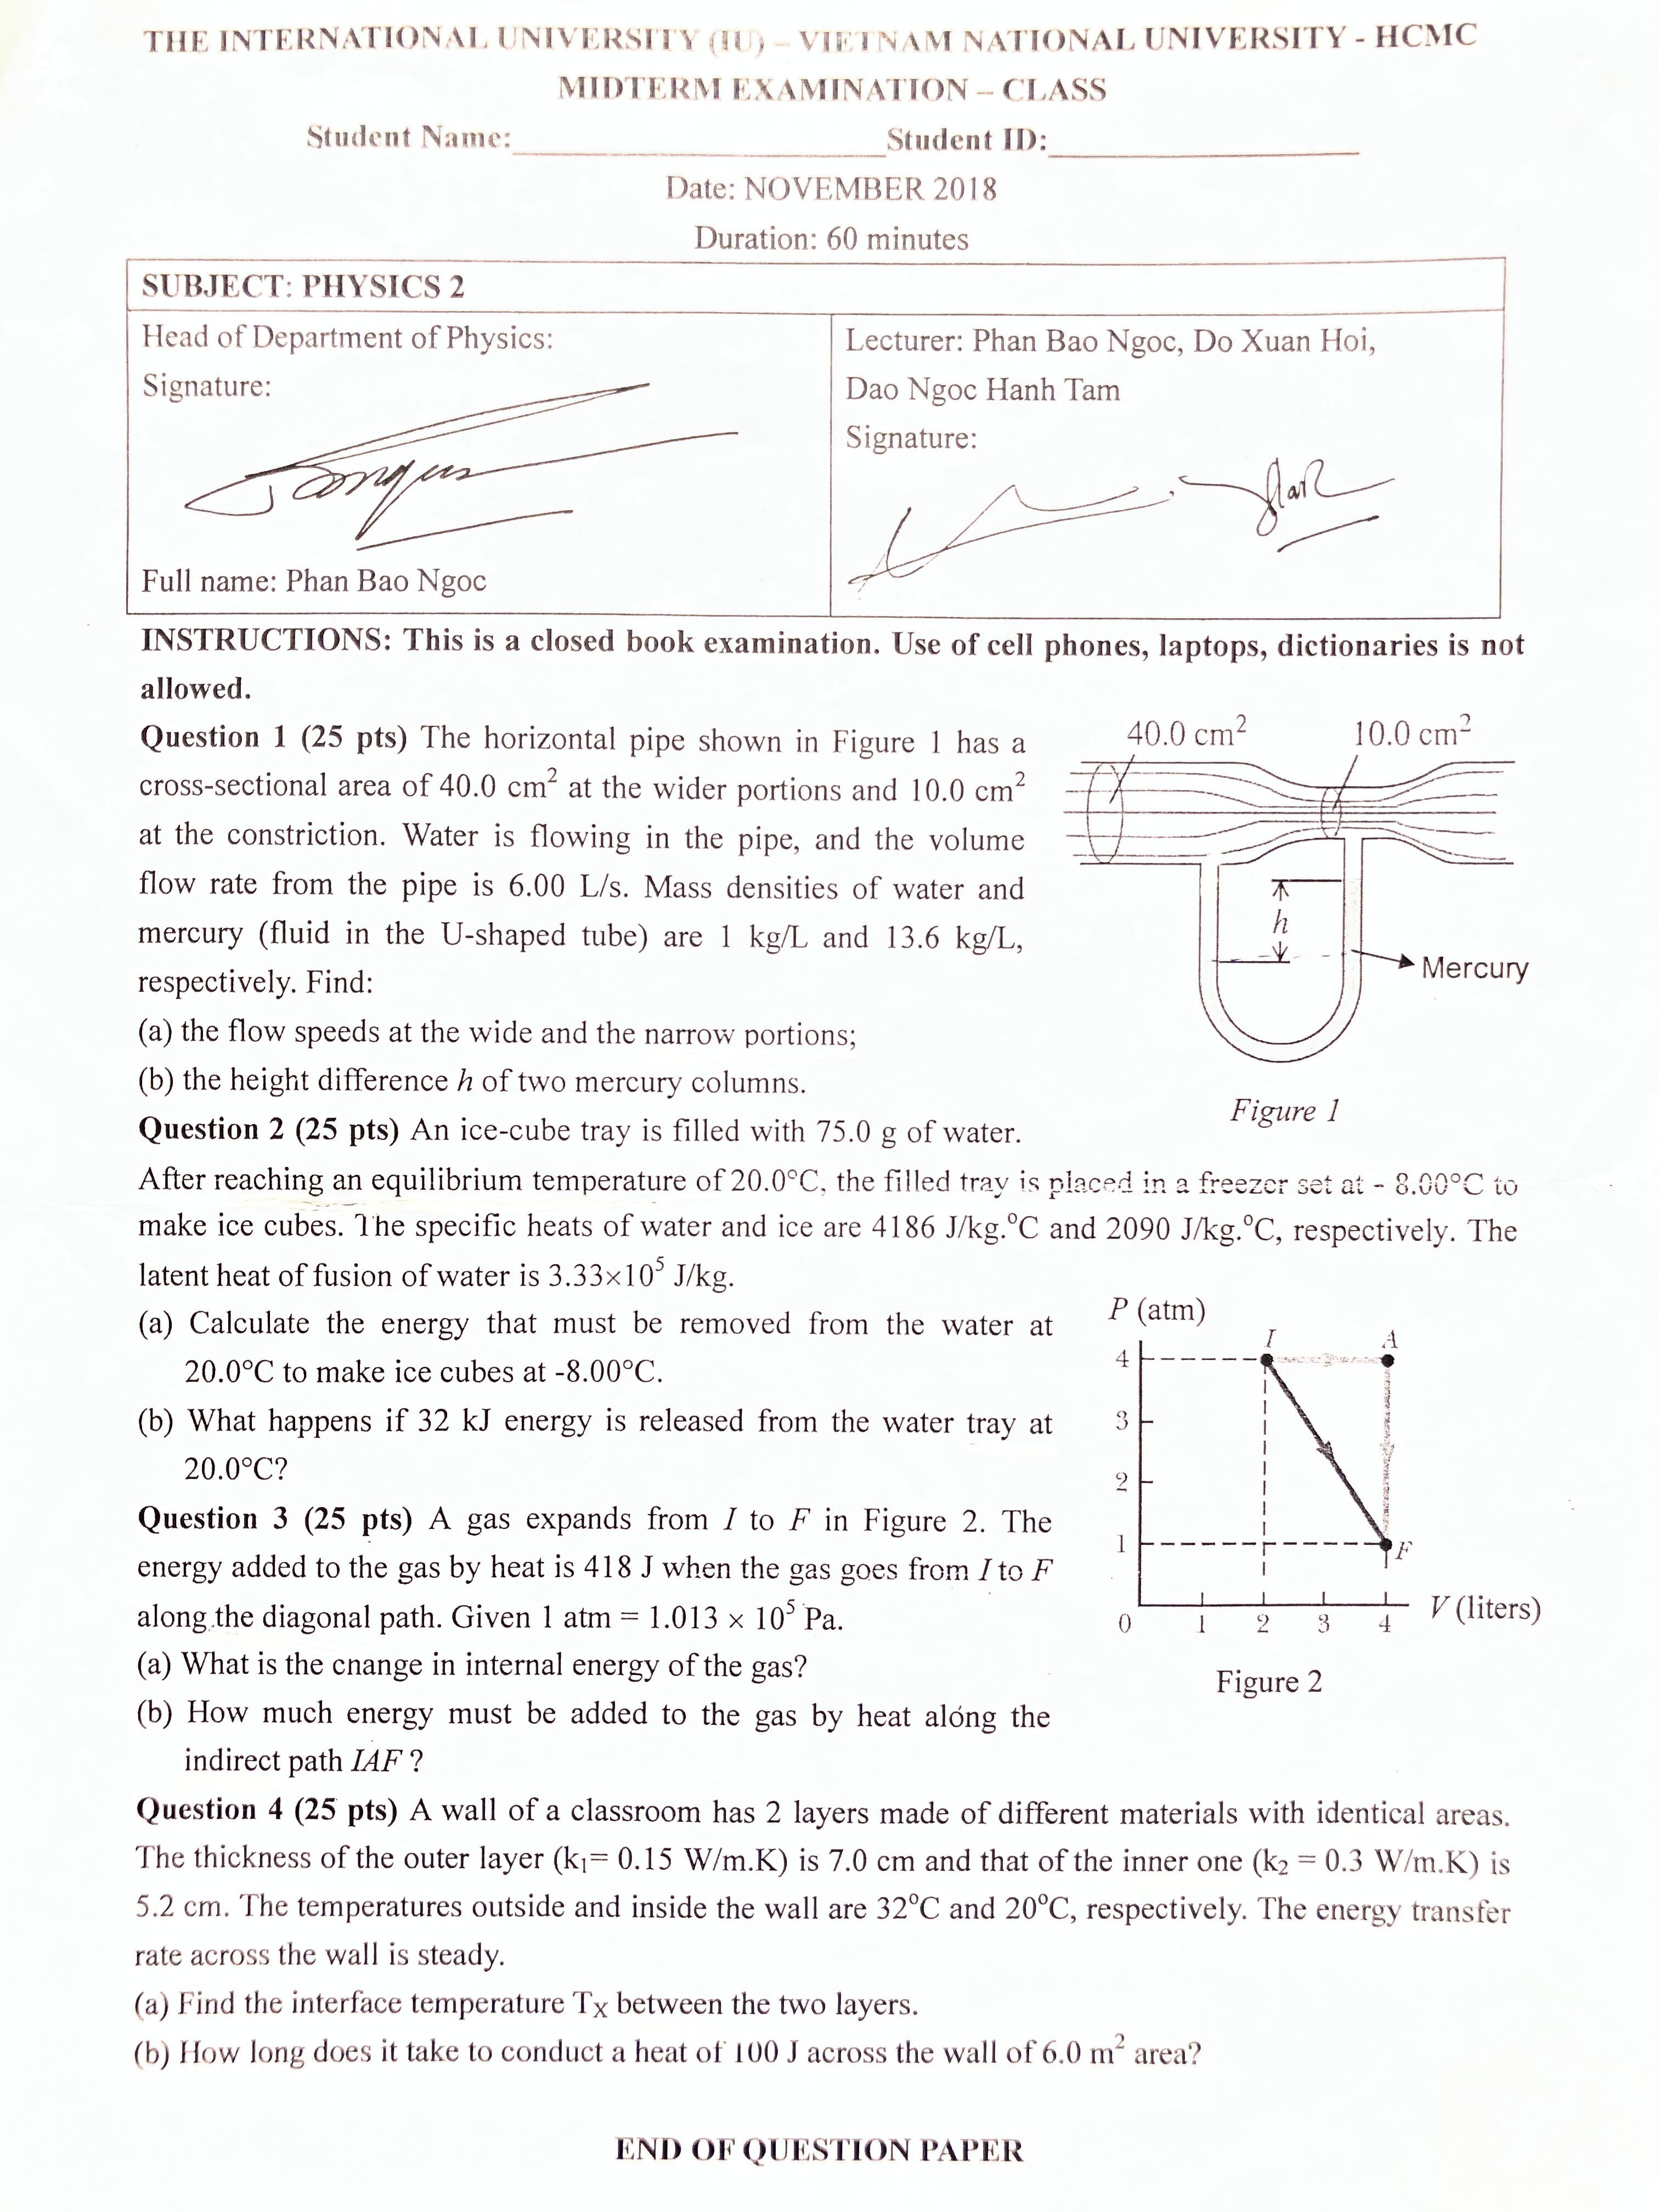 THE INTERNATIONAL UNIVERSITY (IU) – VIETNAM NATIONAL UNIVERSITY - HCMC
MIDTERM EXAMINATION – CLASS
Student Name:____________ Student ID:____________
Date: NOVEMBER 2018
Duration: 60 minutes
SUBJECT: PHYSICS 2
Head of Department of Physics:
Signature:
Full name: Phan Bao Ngoc
Lecturer: Phan Bao Ngoc, Do Xuan Hoi,
Dao Ngoc Hanh Tam
Signature:
INSTRUCTIONS: This is a closed book examination. Use of cell phones, laptops, dictionaries is not
allowed.
Question 1 (25 pts) The horizontal pipe shown in Figure 1 has a
cross-sectional area of 40.0 cm² at the wider portions and 10.0 cm²
at the constriction. Water is flowing in the pipe, and the volume
flow rate from the pipe is 6.00 L/s. Mass densities of water and
mercury (fluid in the U-shaped tube) are 1 kg/L and 13.6 kg/L,
respectively. Find:
(a) the flow speeds at the wide and the narrow portions;
(b) the height difference h of two mercury columns.
40.0 cm² 10.0 cm²
h
Mercury
Figure 1
Question 2 (25 pts) An ice-cube tray is filled with 75.0 g of water.
After reaching an equilibrium temperature of 20.0°C, the filled tray is placed in a freezer set at - 8.00°C to
make ice cubes. The specific heats of water and ice are 4186 J/kg.°C and 2090 J/kg.°C, respectively. The
latent heat of fusion of water is 3.33×10⁵ J/kg.
(a) Calculate the energy that must be removed from the water at
20.0°C to make ice cubes at -8.00°C.
(b) What happens if 32 kJ energy is released from the water tray at
20.0°C?
Question 3 (25 pts) A gas expands from I to F in Figure 2. The
energy added to the gas by heat is 418 J when the gas goes from I to F
along the diagonal path. Given 1 atm = 1.013 × 10⁵ Pa.
(a) What is the cnange in internal energy of the gas?
(b) How much energy must be added to the gas by heat along the
indirect path IAF ?
P (atm)
I A
4
3
2
1
F
0 1 2 3 4 V (liters)
Figure 2
Question 4 (25 pts) A wall of a classroom has 2 layers made of different materials with identical areas.
The thickness of the outer layer (k₁= 0.15 W/m.K) is 7.0 cm and that of the inner one (k₂ = 0.3 W/m.K) is
5.2 cm. The temperatures outside and inside the wall are 32°C and 20°C, respectively. The energy transfer
rate across the wall is steady.
(a) Find the interface temperature Tₓ between the two layers.
(b) How long does it take to conduct a heat of 100 J across the wall of 6.0 m² area?
END OF QUESTION PAPER